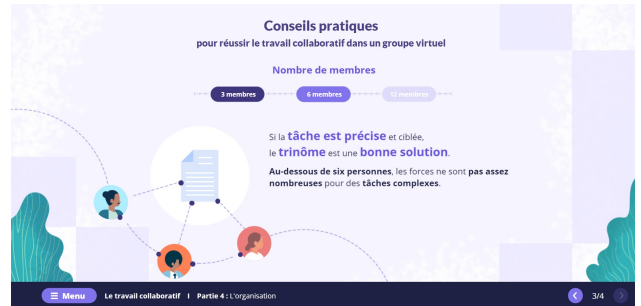 Conseils pratiques
pour réussir le travail collaboratif dans un groupe virtuel
Nombre de membres
3 membres
6 membres
12 membres
Si la tâche est précise et ciblée,
le trinôme est une bonne solution.
Au-dessous de six personnes, les forces ne sont pas assez
nombreuses pour des tâches complexes.
Menu
Le travail collaboratif I Partie 4 : L'organisation
3/4